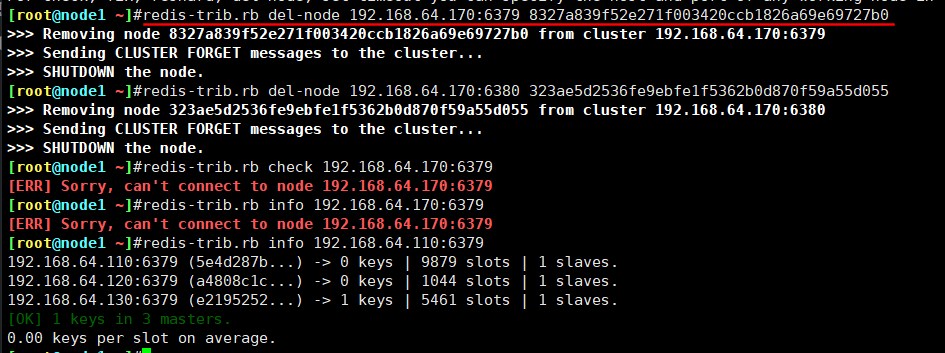 [root@node1 ~]#redis-trib.rb del-node 192.168.64.170:6379 8327a839f52e271f003420ccb1826a69e69727b0
>>> Removing node 8327a839f52e271f003420ccb1826a69e69727b0 from cluster 192.168.64.170:6379
>>> Sending CLUSTER FORGET messages to the cluster...
>>> SHUTDOWN the node.
[root@node1 ~]#redis-trib.rb del-node 192.168.64.170:6380 323ae5d2536fe9ebfe1f5362b0d870f59a55d055
>>> Removing node 323ae5d2536fe9ebfe1f5362b0d870f59a55d055 from cluster 192.168.64.170:6380
>>> Sending CLUSTER FORGET messages to the cluster...
>>> SHUTDOWN the node.
[root@node1 ~]#redis-trib.rb check 192.168.64.170:6379
[ERR] Sorry, can't connect to node 192.168.64.170:6379
[root@node1 ~]#redis-trib.rb info 192.168.64.170:6379
[ERR] Sorry, can't connect to node 192.168.64.170:6379
[root@node1 ~]#redis-trib.rb info 192.168.64.110:6379
192.168.64.110:6379 (5e4d287b...) -> 0 keys | 9879 slots | 1 slaves.
192.168.64.120:6379 (a4808c1c...) -> 0 keys | 1044 slots | 1 slaves.
192.168.64.130:6379 (e2195252...) -> 1 keys | 5461 slots | 1 slaves.
[OK] 1 keys in 3 masters.
0.00 keys per slot on average.